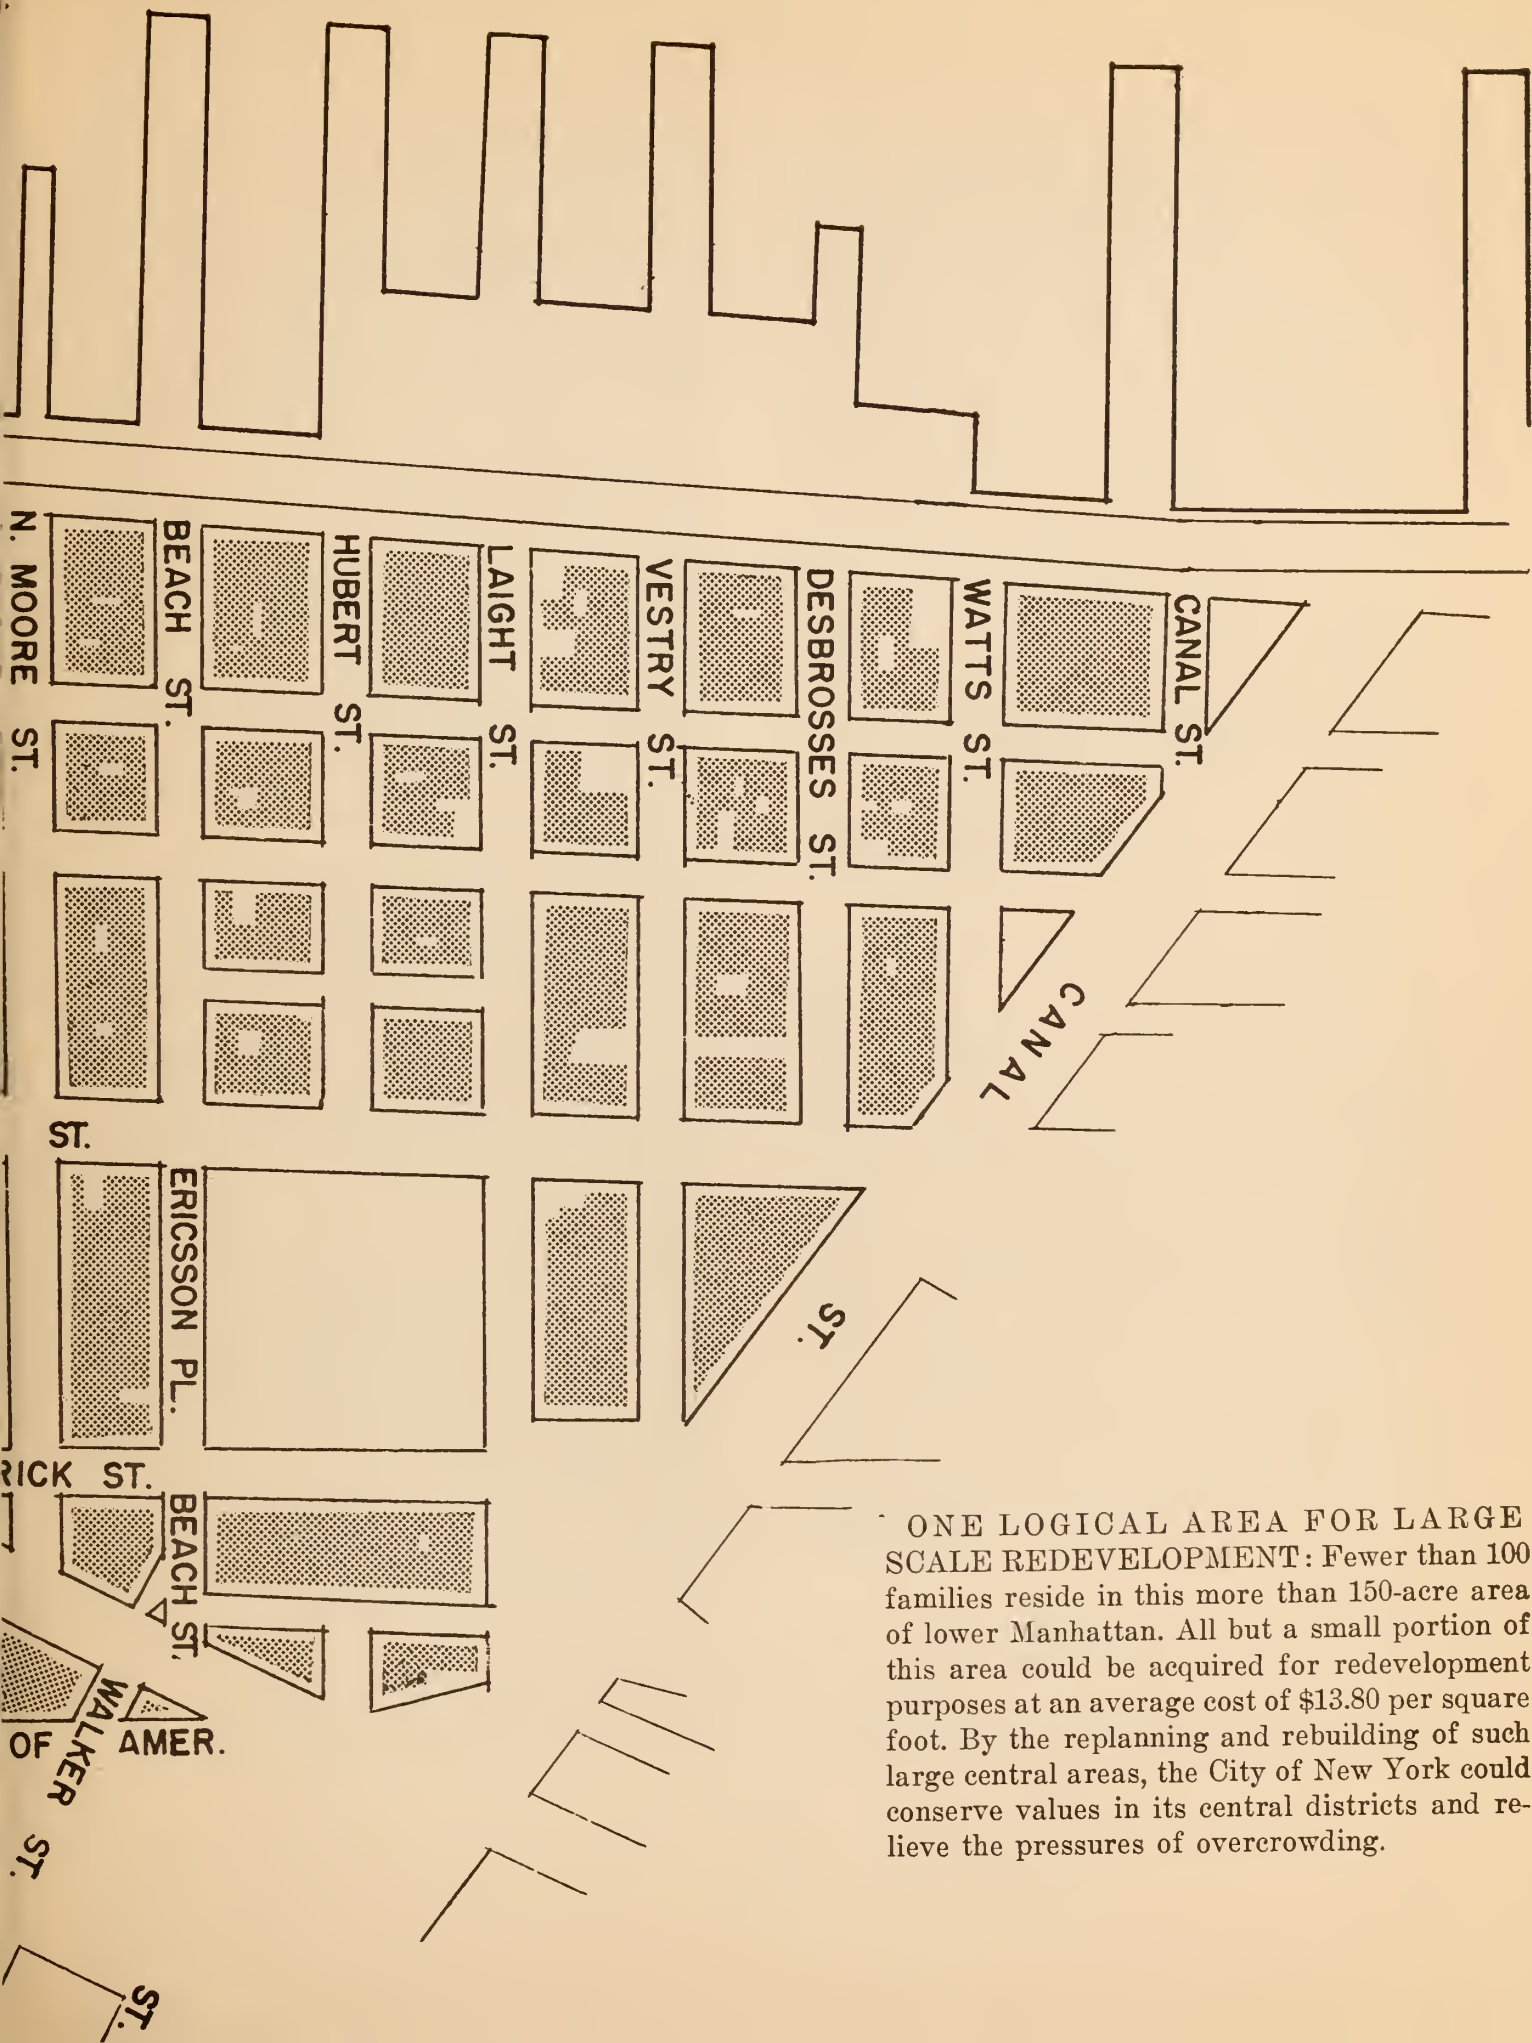 N. MOORE ST.
BEACH ST.
HUBERT ST.
LAIGHT ST.
VESTRY ST.
DESBROSSES ST.
WATTS ST.
CANAL ST.
CANAL ST.
ST.
ERICSSON PL.
RICK ST.
BEACH ST.
WALKER ST.
OF AMER.
ST.
ONE LOGICAL AREA FOR LARGE
SCALE REDEVELOPMENT: Fewer than 100
families reside in this more than 150-acre area
of lower Manhattan. All but a small portion of
this area could be acquired for redevelopment
purposes at an average cost of $13.80 per square
foot. By the replanning and rebuilding of such
large central areas, the City of New York could
conserve values in its central districts and re-
lieve the pressures of overcrowding.